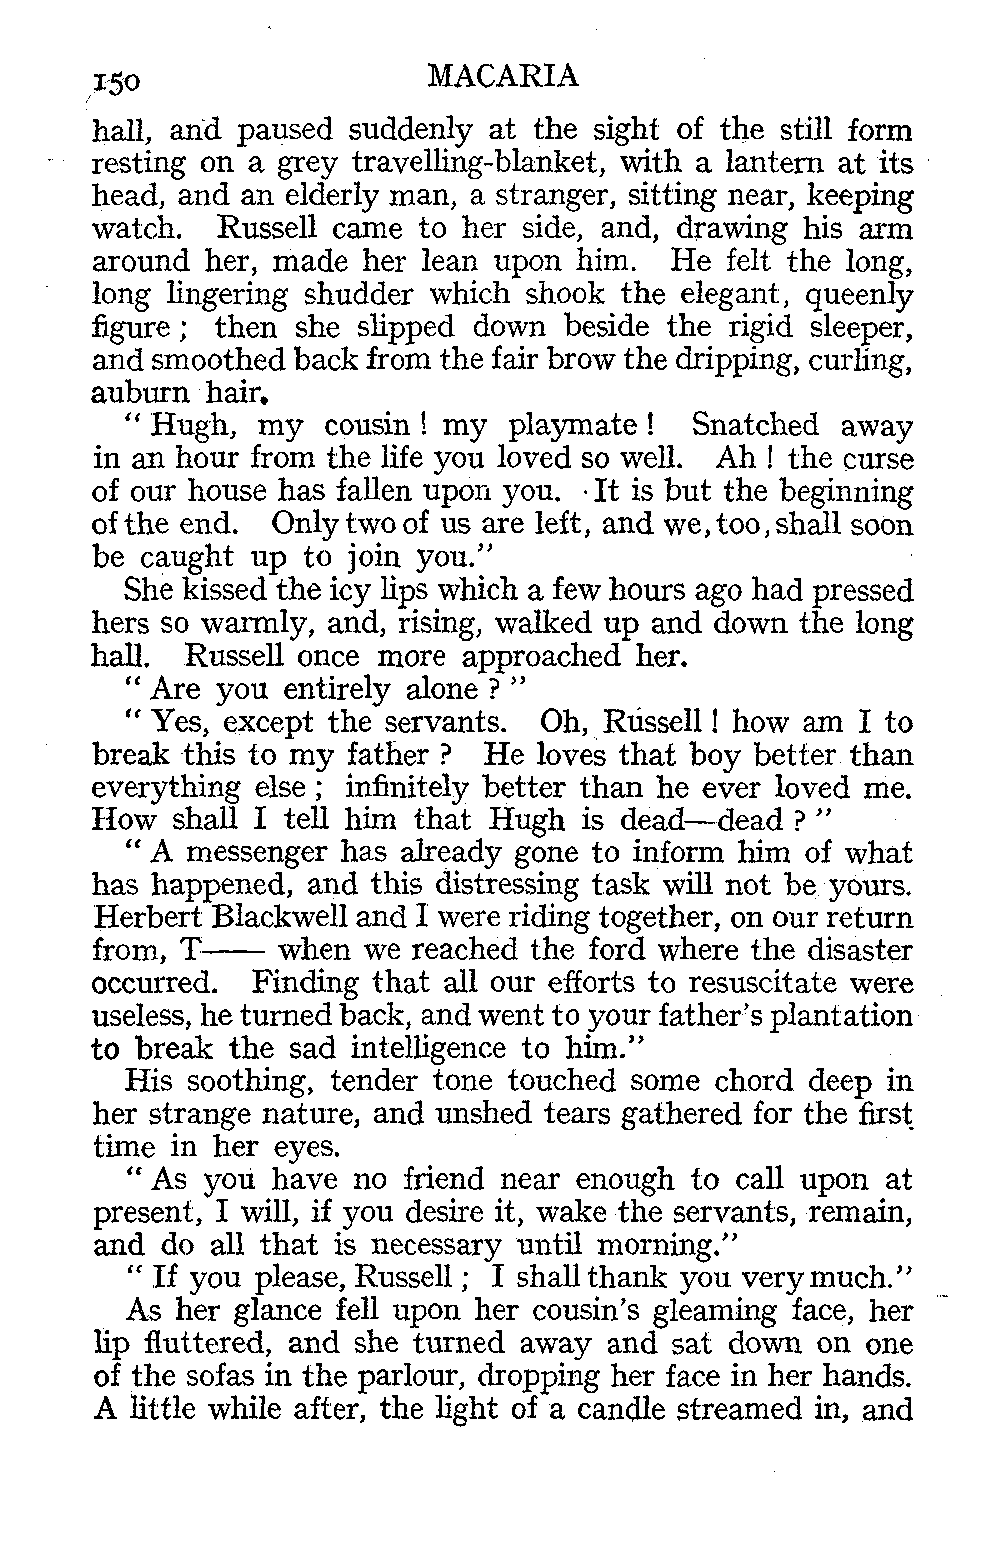 150 MACARIA
hall, and paused suddenly at the sight of the still form
resting on a grey travelling-blanket, with a lantern at its
head, and an elderly man, a stranger, sitting near, keeping
watch. Russell came to her side, and, drawing his arm
around her, made her lean upon him. He felt the long,
long lingering shudder which shook the elegant, queenly
figure ; then she slipped down beside the rigid sleeper,
and smoothed back from the fair brow the dripping, curling,
auburn hair.
“ Hugh, my cousin ! my playmate ! Snatched away
in an hour from the life you loved so well. Ah ! the curse
of our house has fallen upon you. It is but the beginning
of the end. Only two of us are left, and we, too, shall soon
be caught up to join you.”
She kissed the icy lips which a few hours ago had pressed
hers so warmly, and, rising, walked up and down the long
hall. Russell once more approached her.
“ Are you entirely alone ? ”
“ Yes, except the servants. Oh, Russell ! how am I to
break this to my father ? He loves that boy better than
everything else ; infinitely better than he ever loved me.
How shall I tell him that Hugh is dead—dead ? ”
“ A messenger has already gone to inform him of what
has happened, and this distressing task will not be yours.
Herbert Blackwell and I were riding together, on our return
from, T—— when we reached the ford where the disaster
occurred. Finding that all our efforts to resuscitate were
useless, he turned back, and went to your father’s plantation
to break the sad intelligence to him.”
His soothing, tender tone touched some chord deep in
her strange nature, and unshed tears gathered for the first
time in her eyes.
“ As you have no friend near enough to call upon at
present, I will, if you desire it, wake the servants, remain,
and do all that is necessary until morning.”
“ If you please, Russell ; I shall thank you very much.”
As her glance fell upon her cousin’s gleaming face, her
lip fluttered, and she turned away and sat down on one
of the sofas in the parlour, dropping her face in her hands.
A little while after, the light of a candle streamed in, and